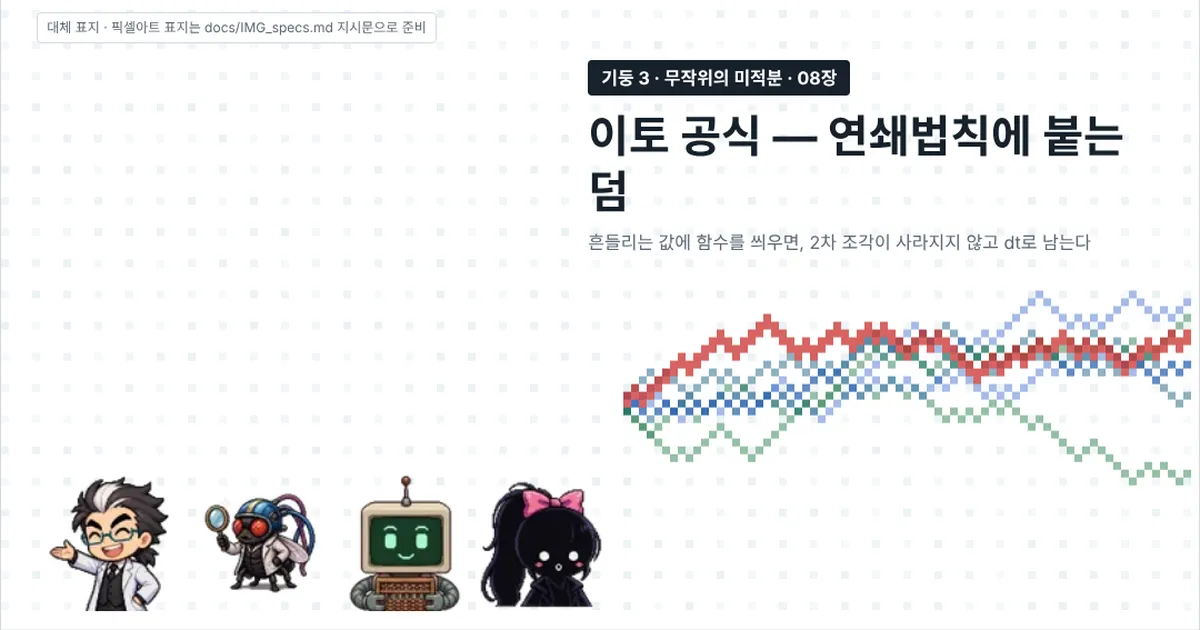 대체 표지 · 픽셀아트 표지는 docs/IMG_specs.md 지시문으로 준비
기둥 3 · 무작위의 미적분 · 08장
이토 공식 — 연쇄법칙에 붙는
덤
흔들리는 값에 함수를 씌우면, 2차 조각이 사라지지 않고 dt로 남는다